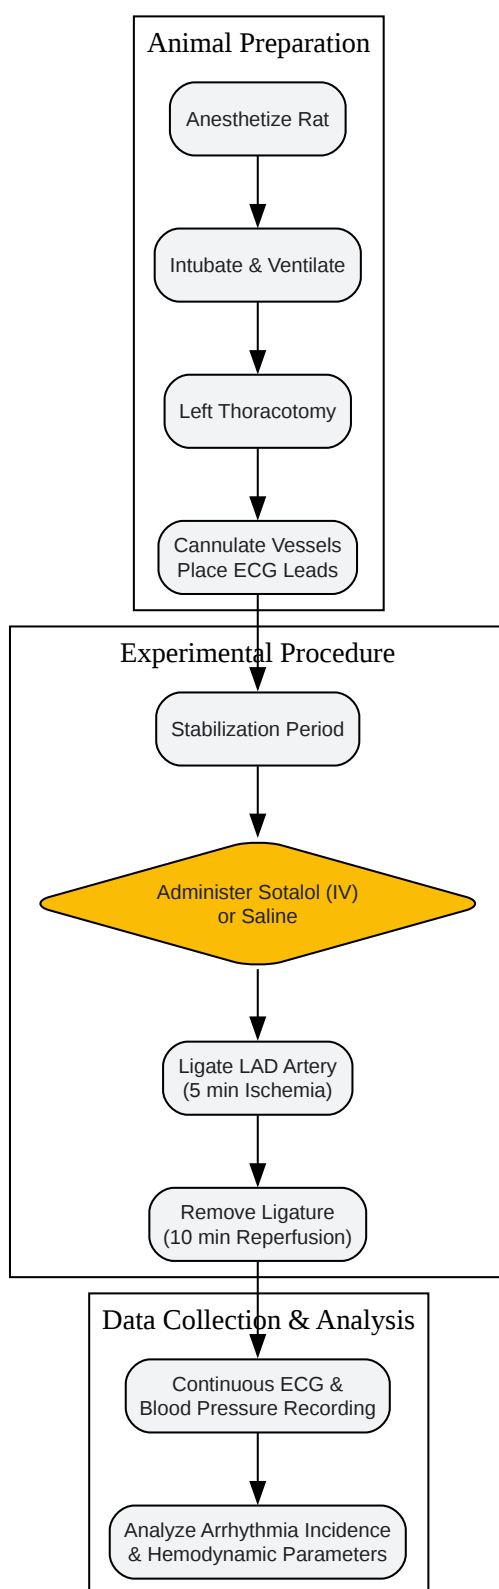 Animal Preparation
Anesthetize Rat
Intubate & Ventilate
Left Thoracotomy
Cannulate Vessels
Place ECG Leads
Experimental Procedure
Stabilization Period
Administer Sotalol (IV)
or Saline
Ligate LAD Artery
(5 min Ischemia)
Remove Ligature
(10 min Reperfusion)
Data Collection & Analysis
Continuous ECG &
Blood Pressure Recording
Analyze Arrhythmia Incidence
& Hemodynamic Parameters